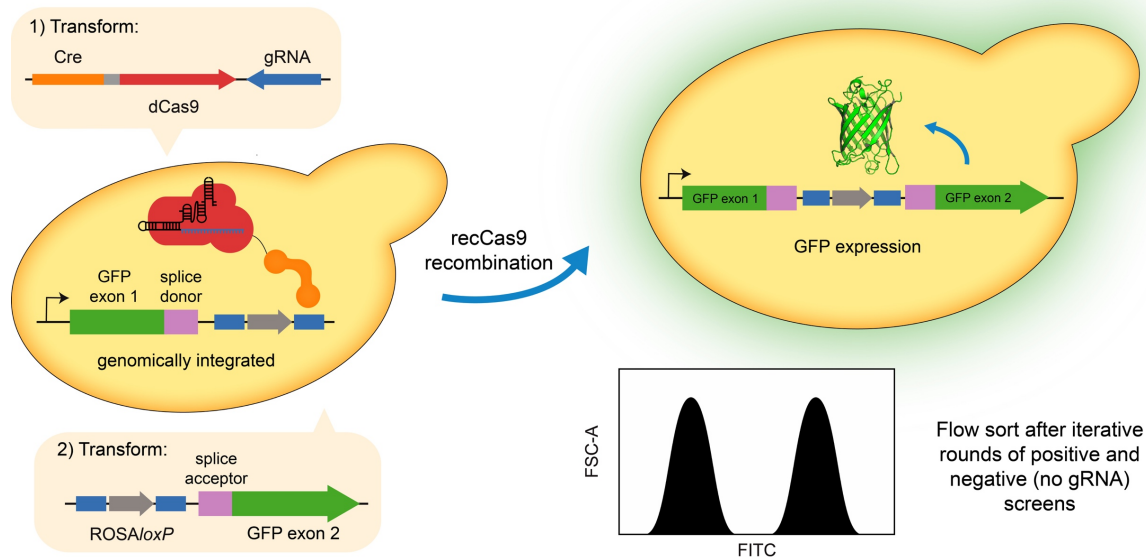 1) Transform:
Cre
gRNA
dCas9
GFP
exon 1
splice
donor
genomically integrated
2) Transform:
splice
acceptor
ROSAloxP
GFP exon 2
recCas9
recombination
GFP exon 1
GFP exon 2
GFP expression
FSC-A
FITC
Flow sort after iterative
rounds of positive and
negative (no gRNA)
screens